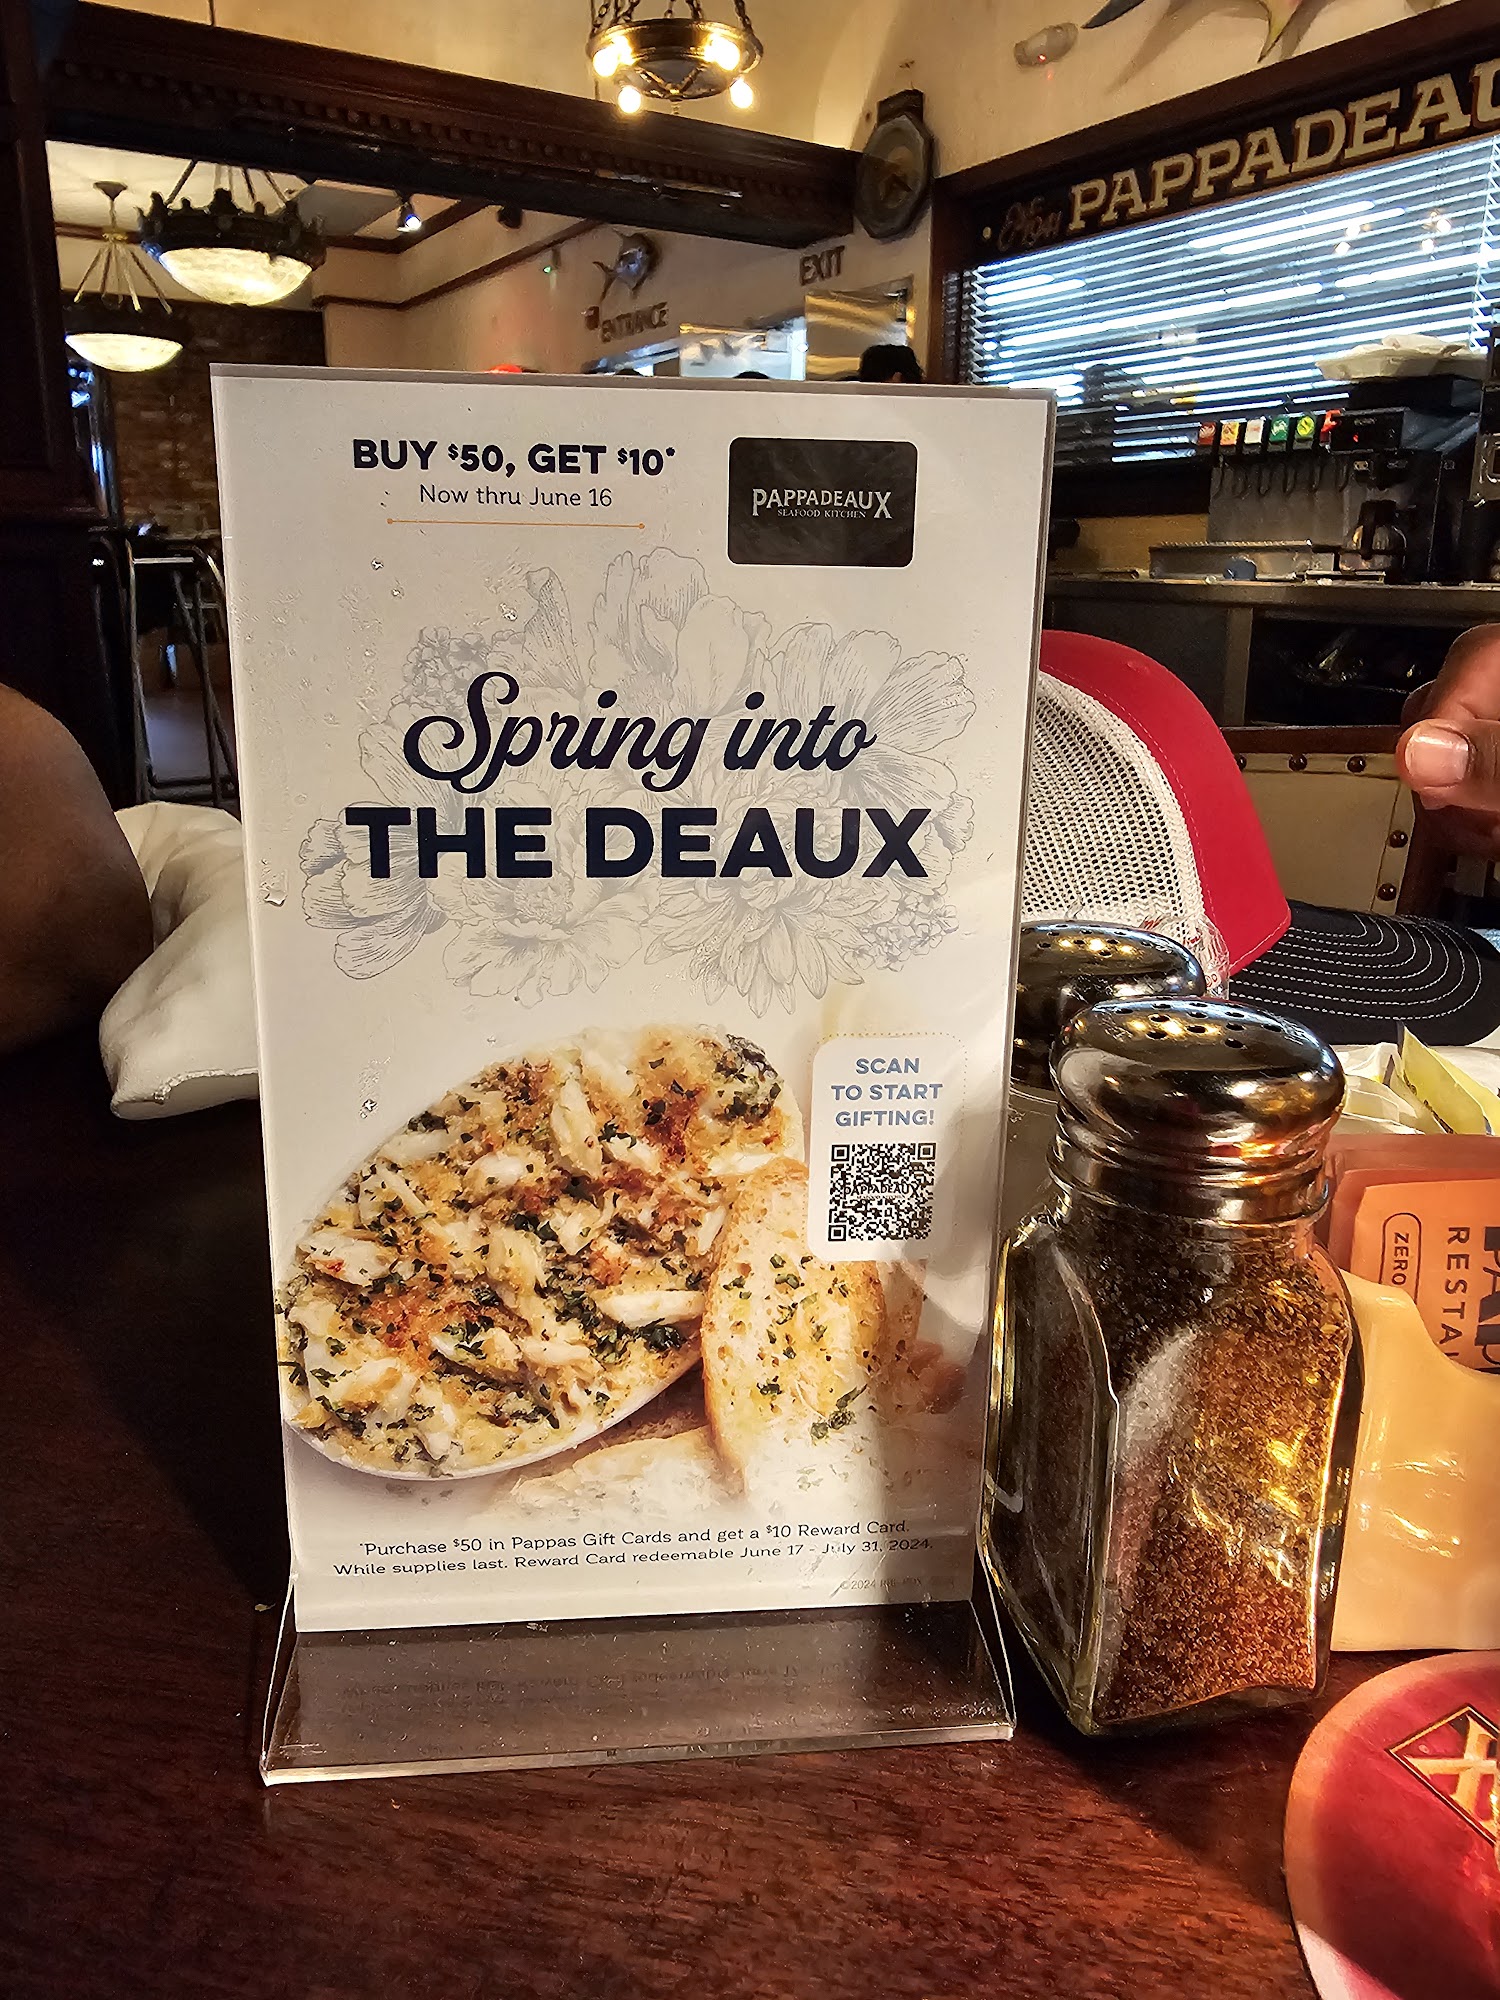 PAPPADEAU
EXIT
ENTRANCE
BUY $50, GET $10*
Now thru June 16
PAPPADEAUX
SEAFOOD KITCHEN
Spring into
THE DEAUX
SCAN
TO START
GIFTING!
PAPPADEAUX
*Purchase $50 in Pappas Gift Cards and get a $10 Reward Card.
While supplies last. Reward Card redeemable June 17 - July 31, 2024.
©2024
ZERO
RESTA